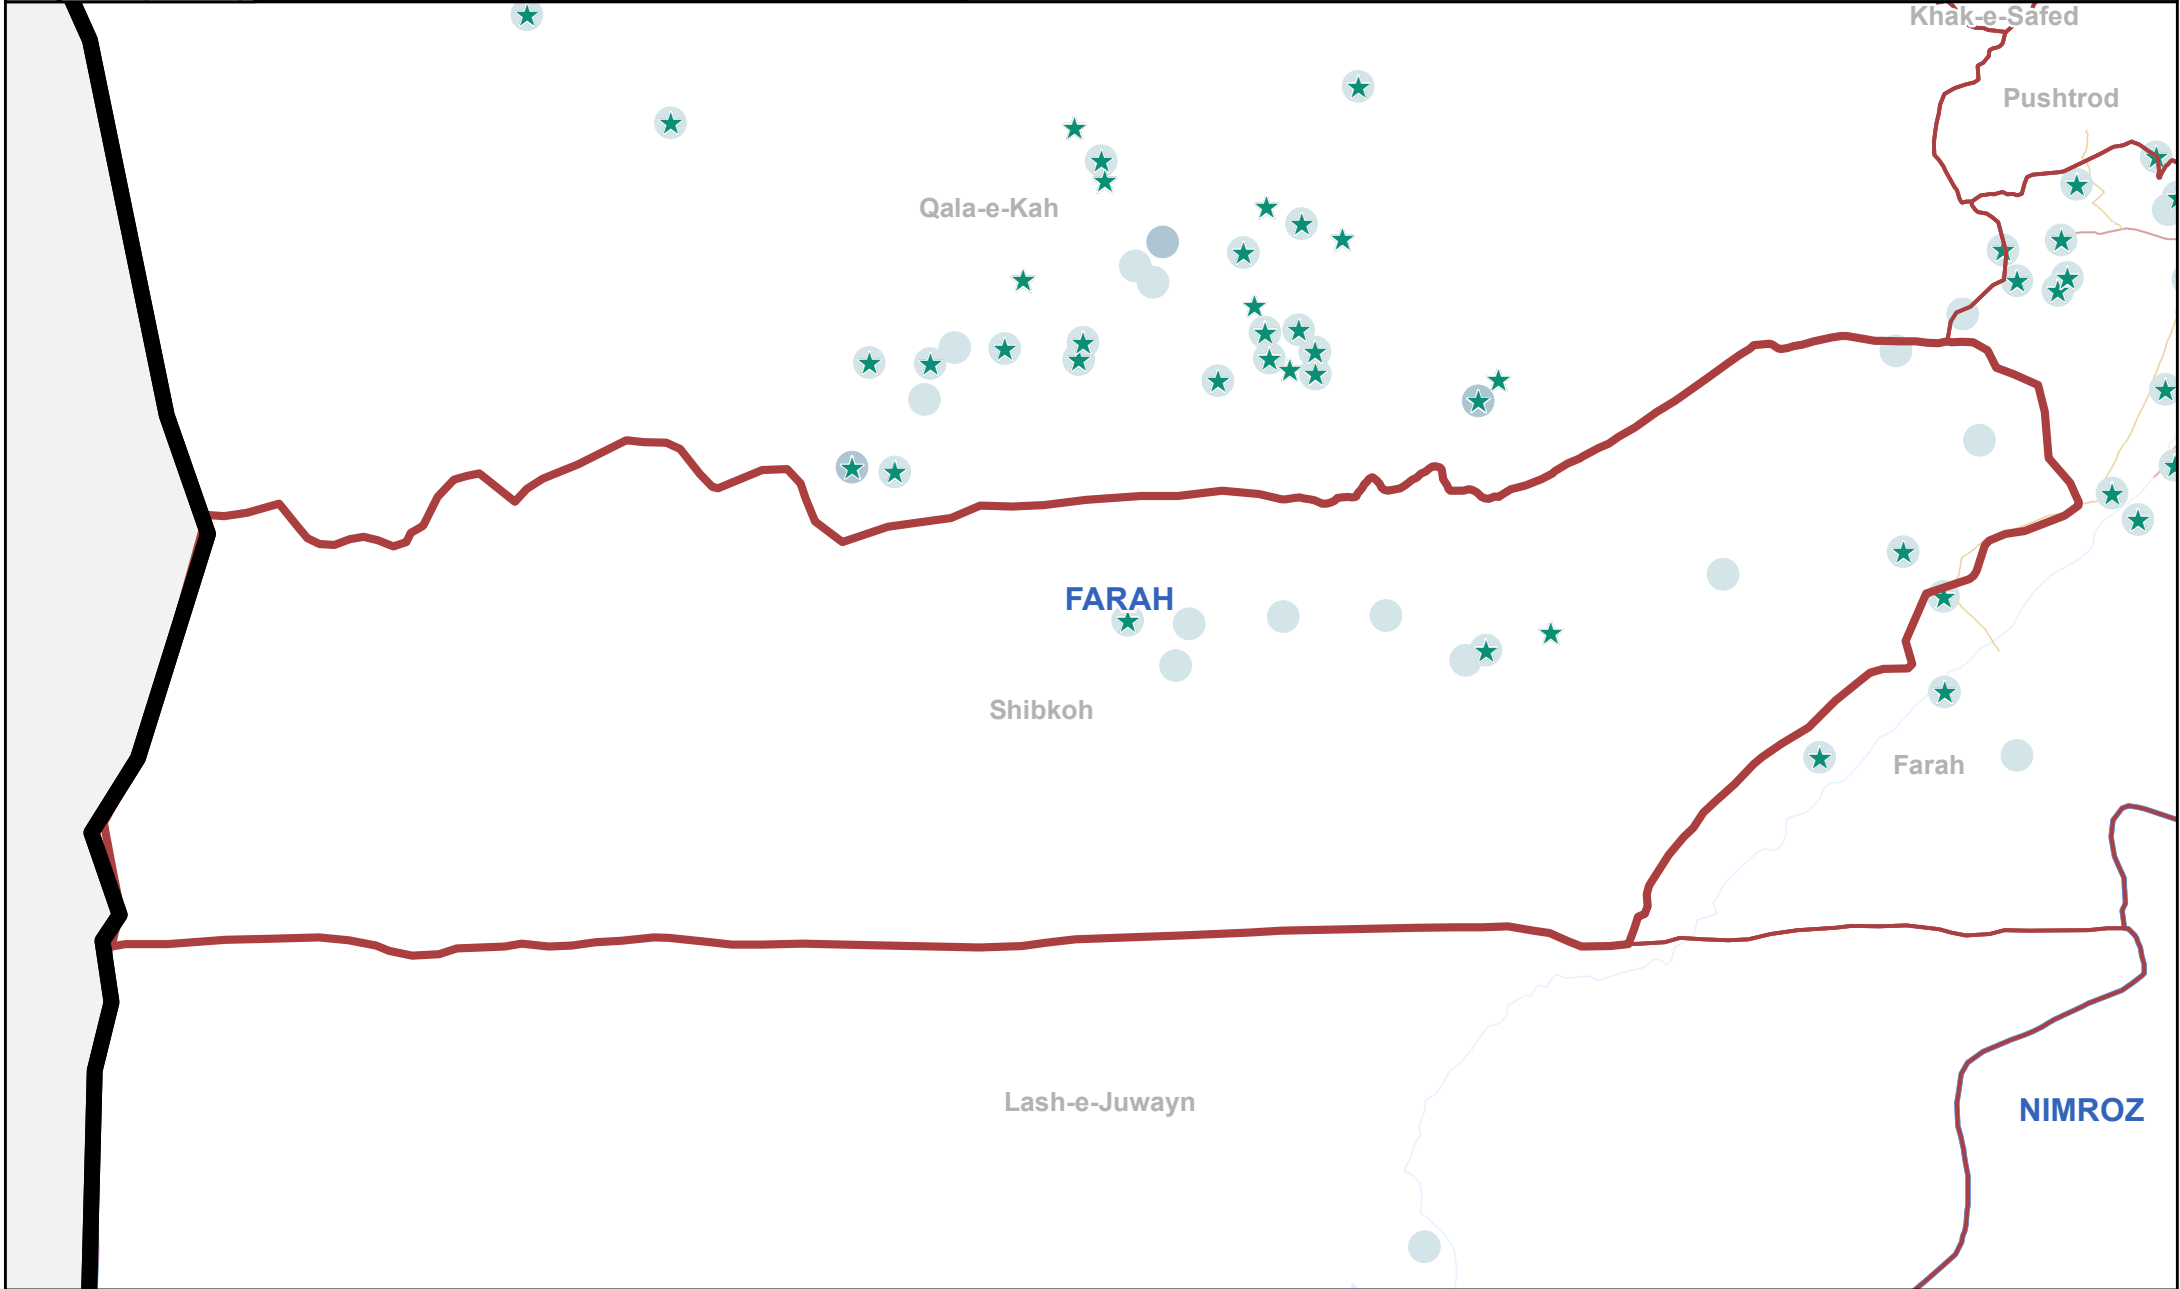 Khak-e-Safed
Pushtrod
Qala-e-Kah
FARAH
Shibkoh
Farah
Lash-e-Juwayn
NIMROZ